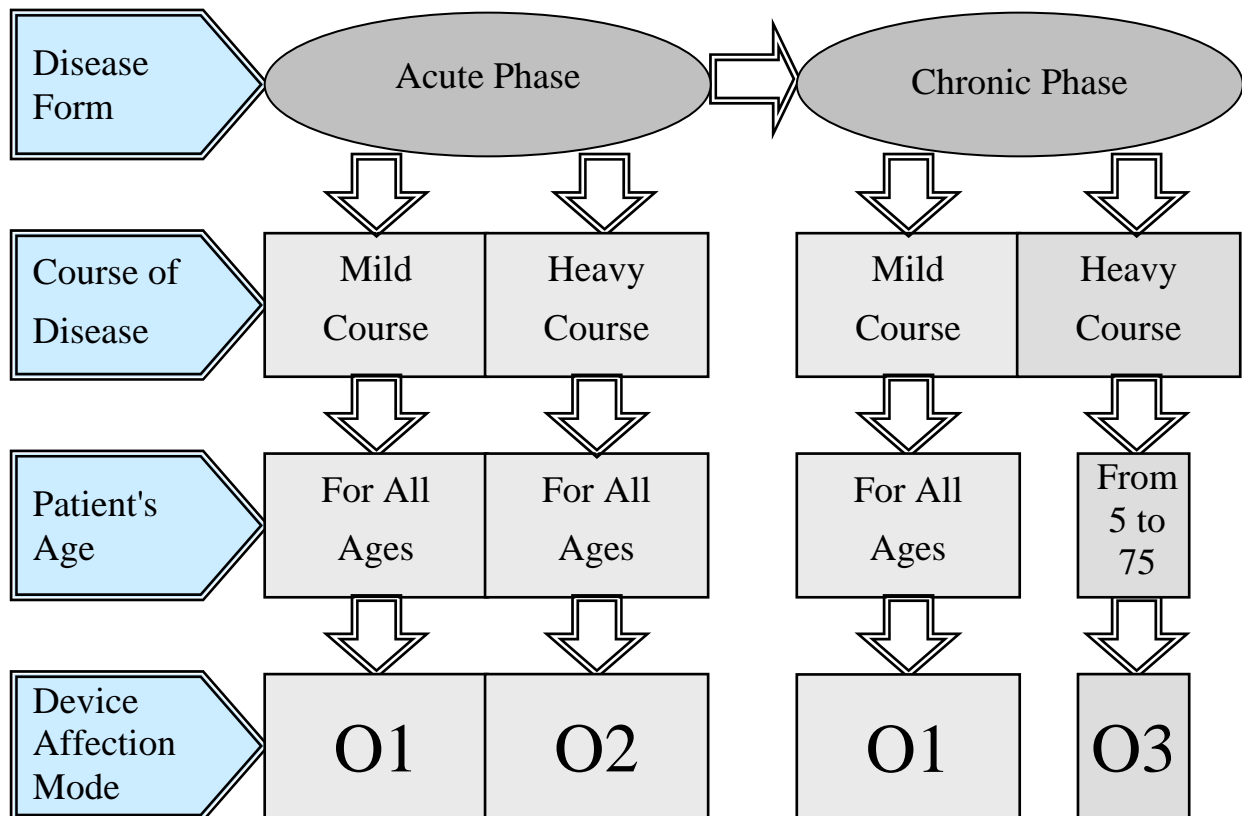 Disease
Form
Acute Phase
Chronic Phase
Course of
Disease
Mild
Course
Heavy
Course
Mild
Course
Heavy
Course
Patient's
Age
For All
Ages
For All
Ages
For All
Ages
From
5 to
75
Device
Affection
Mode
O1
O2
O1
O3